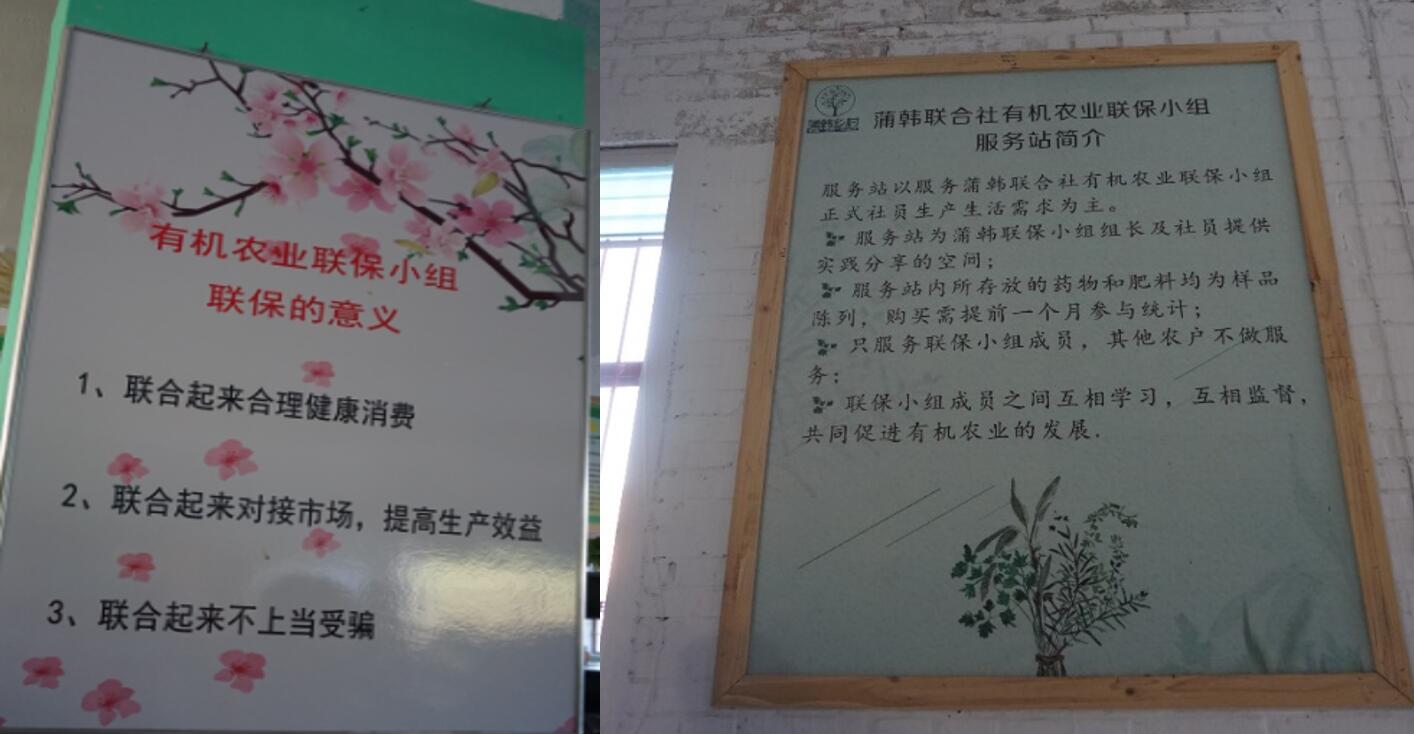 有机农业联保小组
联保的意义
1、联合起来合理健康消费
2、联合起来对接市场，提高生产效益
3、联合起来不上当受骗
蒲韩乡村
蒲韩联合社有机农业联保小组
服务站简介
服务站以服务蒲韩联合社有机农业联保小组
正式社员生产生活需求为主。
服务站为蒲韩联保小组组长及社员提供
实践分享的空间；
服务站内所存放的药物和肥料均为样品
陈列，购买需提前一个月参与统计；
只服务联保小组成员，其他农户不做服
务；
联保小组成员之间互相学习，互相监督，
共同促进有机农业的发展.